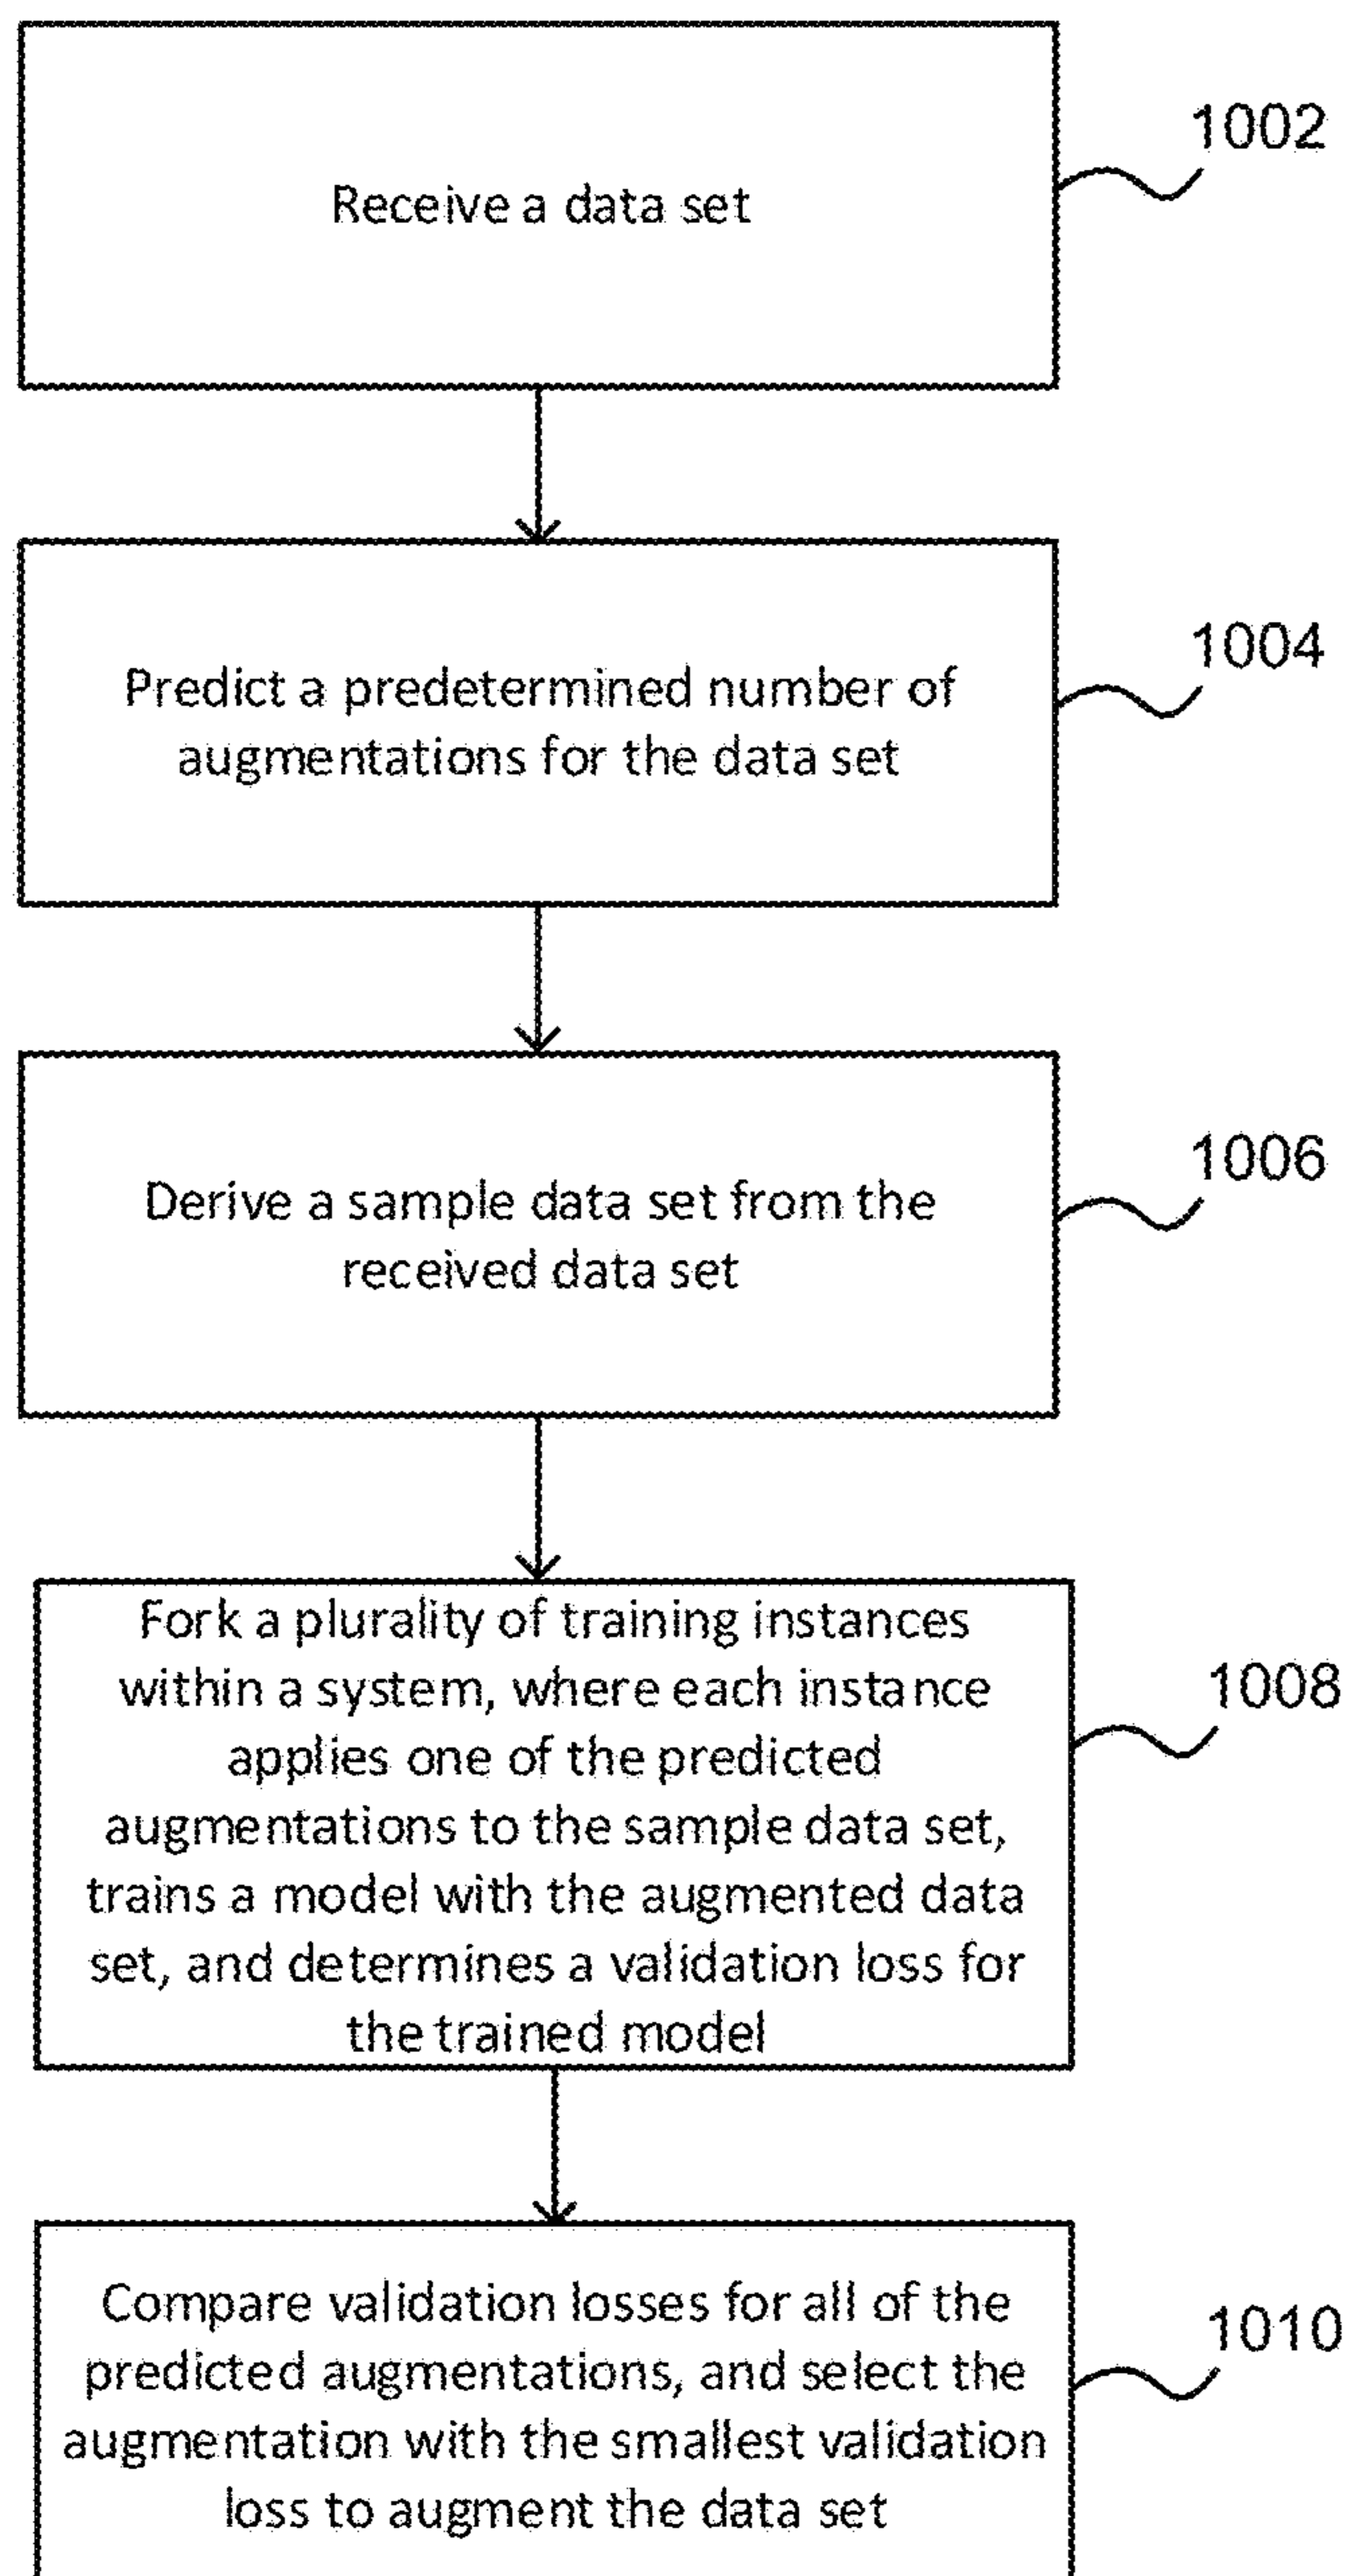 Receive a data set
1002
Predict a predetermined number of
augmentations for the data set
1004
Derive a sample data set from the
received data set
1006
Fork a plurality of training instances
within a system, where each instance
applies one of the predicted
augmentations to the sample data set,
trains a model with the augmented data
set, and determines a validation loss for
the trained model
1008
Compare validation losses for all of the
predicted augmentations, and select the
augmentation with the smallest validation
loss to augment the data set
1010